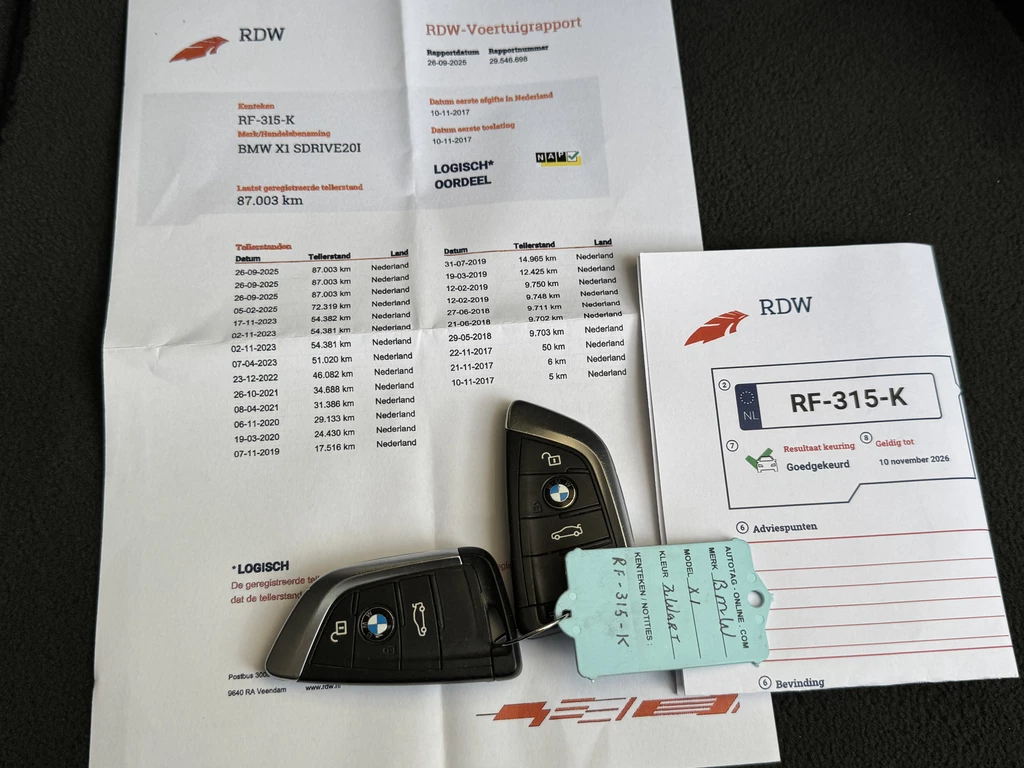 RDW
RDW-Voertuigrapport
Rapportdatum Rapportnummer
26-09-2025 29.546.698
Kenteken
RF-315-K
Merk/Handelsbenaming
BMW X1 SDRIVE20I
Laatst geregistreerde tellerstand
87.003 km
Datum eerste afgifte in Nederland
10-11-2017
Datum eerste toelating
10-11-2017
LOGISCH*
OORDEEL
NAP
Tellerstanden
Datum Tellerstand Land
26-09-2025 87.003 km Nederland
26-09-2025 87.003 km Nederland
26-09-2025 87.003 km Nederland
05-02-2025 72.319 km Nederland
17-11-2023 54.382 km Nederland
02-11-2023 54.381 km Nederland
02-11-2023 54.381 km Nederland
07-04-2023 51.020 km Nederland
23-12-2022 46.082 km Nederland
26-10-2021 34.688 km Nederland
08-04-2021 31.386 km Nederland
06-11-2020 29.133 km Nederland
19-03-2020 24.430 km Nederland
07-11-2019 17.516 km Nederland
Datum Tellerstand Land
31-07-2019 14.965 km Nederland
19-03-2019 12.425 km Nederland
12-02-2019 9.750 km Nederland
12-02-2019 9.748 km Nederland
27-06-2018 9.711 km Nederland
21-06-2018 9.702 km Nederland
29-05-2018 9.703 km Nederland
22-11-2017 50 km Nederland
21-11-2017 6 km Nederland
10-11-2017 5 km Nederland
*LOGISCH
De geregistreerde
dat de tellerstand
Postbus
9640 RA Veendam www.rdw.nl
RDW
2
NL
RF-315-K
7 Resultaat keuring
Goedgekeurd
8 Geldig tot
10 november 2026
6 Adviespunten
6 Bevinding
AUTOTAG-ONLINE.COM
MERK BMW
MODEL X1
KLEUR ZWART
KENTEKEN / NOTITIES:
RF-315-K
BMW
BMW